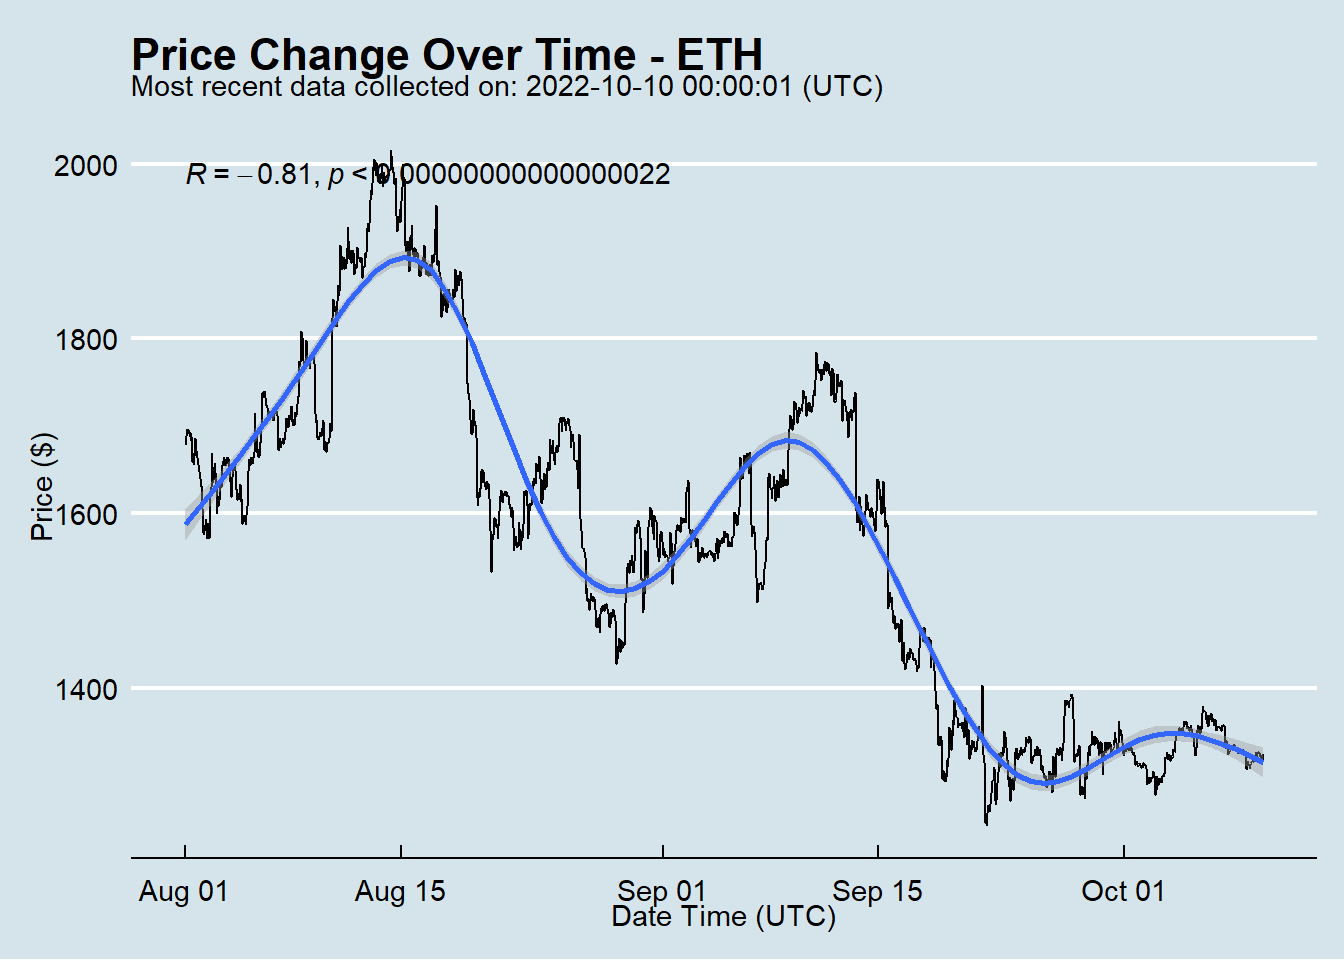 Price Change Over Time - ETH
Most recent data collected on: 2022-10-10 00:00:01 (UTC)
R = −0.81, p < 0.00000000000000022
2000
1800
1600
1400
Price ($)
Aug 01 Aug 15 Sep 01 Sep 15 Oct 01
Date Time (UTC)